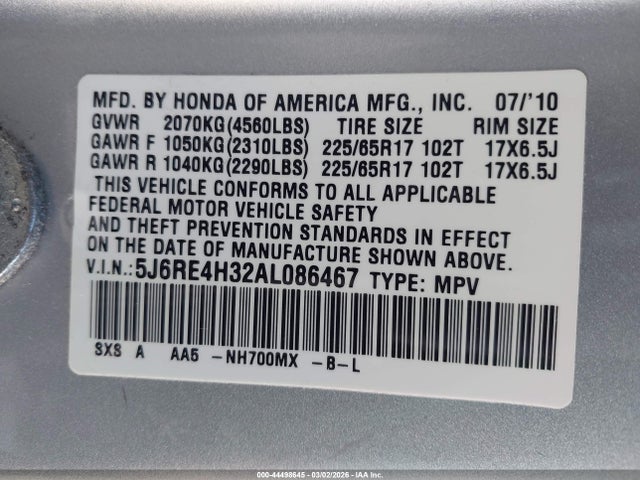 MFD. BY HONDA OF AMERICA MFG., INC. 07/'10
GVWR 2070KG(4560LBS) TIRE SIZE RIM SIZE
GAWR F 1050KG(2310LBS) 225/65R17 102T 17X6.5J
GAWR R 1040KG(2290LBS) 225/65R17 102T 17X6.5J
THIS VEHICLE CONFORMS TO ALL APPLICABLE
FEDERAL MOTOR VEHICLE SAFETY
AND THEFT PREVENTION STANDARDS IN EFFECT
ON THE DATE OF MANUFACTURE SHOWN ABOVE.
V.I.N.: 5J6RE4H32AL086467 TYPE: MPV
SXS A AA5 -NH700MX -B-L
000-44498645 - 03/02/2026 - IAA Inc.